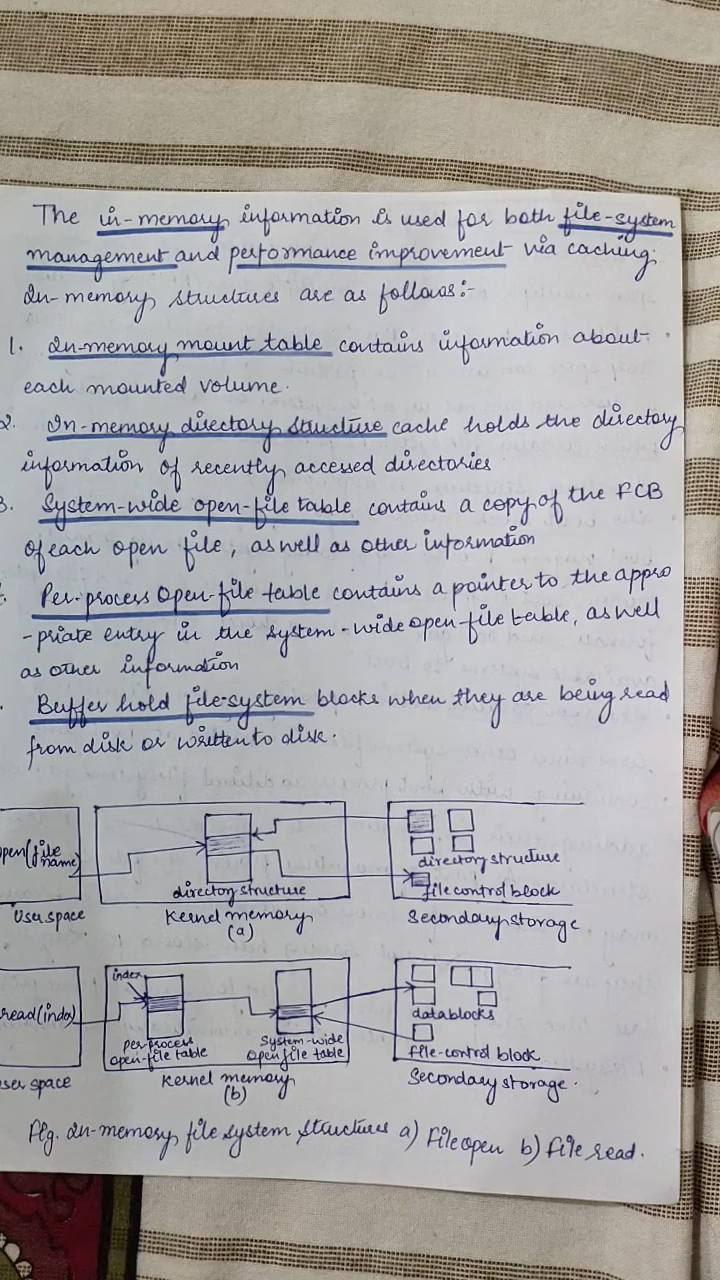 The in-memory information is used for both file-system
management and performance improvement via caching.
In-memory structures are as follows:-
1. In-memory mount table contains information about
each mounted volume.
2. In-memory directory structure cache holds the directory
information of recently accessed directories
3. System-wide open-file table contains a copy of the FCB
of each open file, as well as other information
Per-process open-file table contains a pointer to the appro
-priate entry in the system-wide open-file table, as well
as other information
Buffer hold file-system blocks when they are being read
from disk or written to disk.
open(file
name)
User space
directory structure
Kernel memory
(a)
directory structure
file control block
Secondary storage
read(index)
user space
index
per-process
open-file table
System-wide
open file table
Kernel memory
(b)
data blocks
file-control block
Secondary storage.
Fig. In-memory file system structures a) File open b) file read.